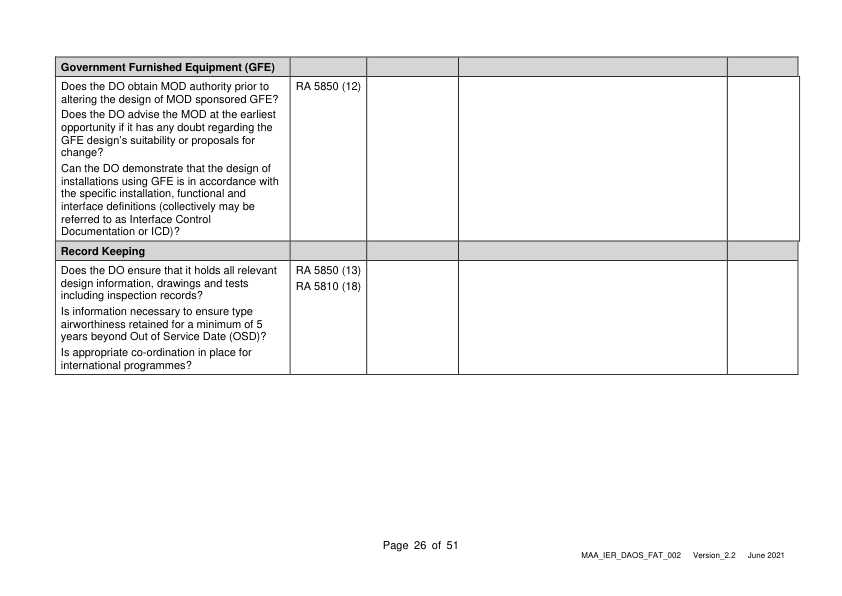 Government Furnished Equipment (GFE)
Does the DO obtain MOD authority prior to
altering the design of MOD sponsored GFE?
Does the DO advise the MOD at the earliest
opportunity if it has any doubt regarding the
GFE design's suitability or proposals for
change?
Can the DO demonstrate that the design of
installations using GFE is in accordance with
the specific installation, functional and
interface definitions (collectively may be
referred to as Interface Control
Documentation or ICD)?
RA 5850 (12)
Record Keeping
Does the DO ensure that it holds all relevant
design information, drawings and tests
including inspection records?
Is information necessary to ensure type
airworthiness retained for a minimum of 5
years beyond Out of Service Date (OSD)?
Is appropriate co-ordination in place for
international programmes?
RA 5850 (13)
RA 5810 (18)
Page 26 of 51
MAA_IER_DAOS_FAT_002 Version_2.2 June 2021